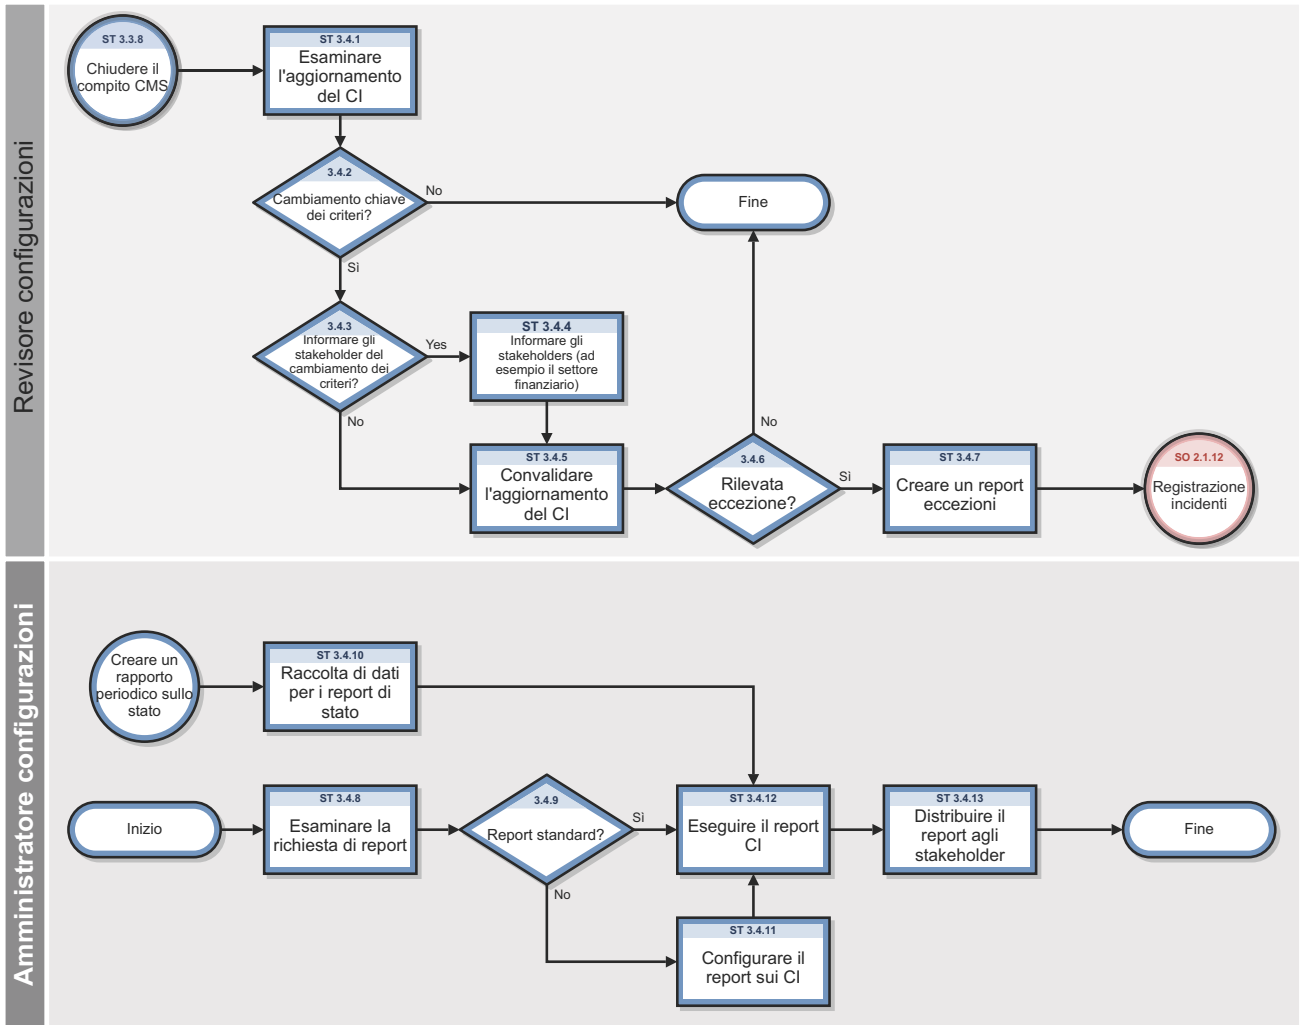 Revisore configurazioni
ST 3.3.8
Chiudere il
compito CMS
ST 3.4.1
Esaminare
l'aggiornamento
del CI
3.4.2
Cambiamento chiave
dei criteri?
No
Fine
Sì
3.4.3
Informare gli
stakeholder del
cambiamento dei
criteri?
Yes
ST 3.4.4
Informare gli
stakeholders (ad
esempio il settore
finanziario)
No
ST 3.4.5
Convalidare
l'aggiornamento
del CI
No
3.4.6
Rilevata
eccezione?
Sì
ST 3.4.7
Creare un report
eccezioni
SO 2.1.12
Registrazione
incidenti
Amministratore configurazioni
Creare un
rapporto
periodico sullo
stato
ST 3.4.10
Raccolta di dati
per i report di
stato
Inizio
ST 3.4.8
Esaminare la
richiesta di report
3.4.9
Report standard?
Sì
No
ST 3.4.12
Eseguire il report
CI
ST 3.4.13
Distribuire il
report agli
stakeholder
Fine
ST 3.4.11
Configurare il
report sui CI